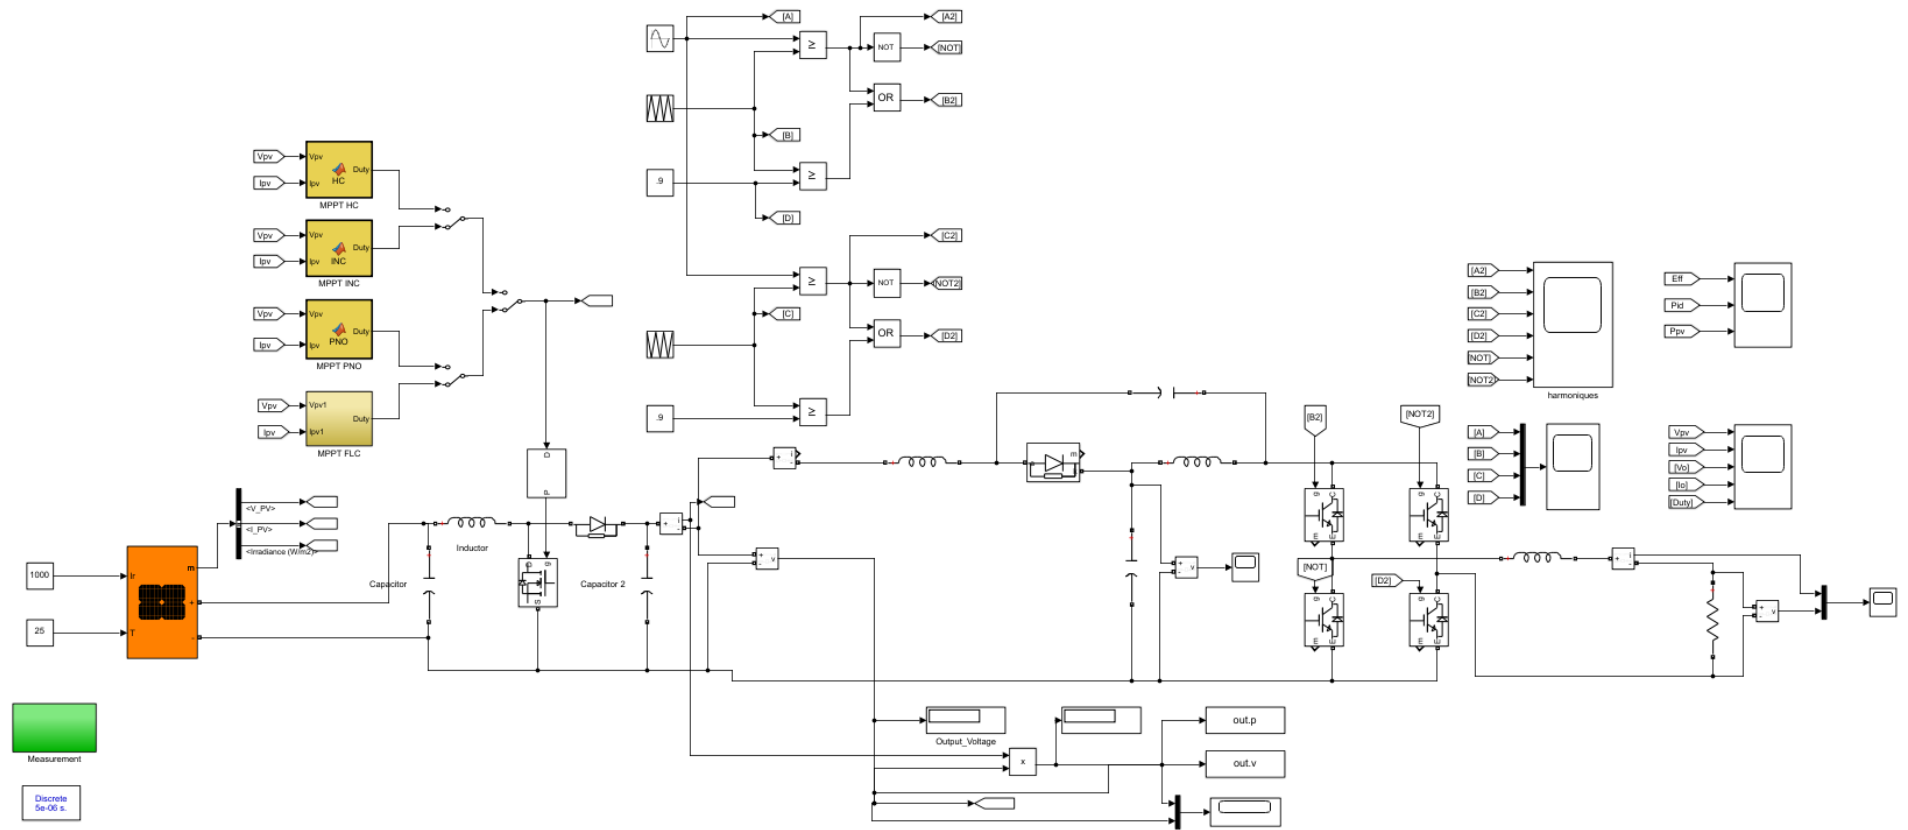 [A]
[A2]
≥
NOT
[NOT]
OR
[B2]
[B]
.9
≥
[D]
Vpv
Vpv
Duty
Ipv
Ipv
HC
MPPT HC
Vpv
Vpv
Duty
Ipv
Ipv
INC
MPPT INC
Vpv
Vpv
Duty
Ipv
Ipv
PNO
MPPT PNO
Vpv
Vpv1
Duty
Ipv
Ipv1
MPPT FLC
[C2]
≥
NOT
[NOT2]
[C]
OR
[D2]
.9
≥
[A2]
[B2]
[C2]
[D2]
[NOT]
[NOT2]
harmoniques
Eff
Pid
Ppv
[A]
[B]
[C]
[D]
Vpv
Ipv
[Vo]
[Io]
[Duty]
D
P
<V_PV>
<I_PV>
<Irradiance (W/m2)>
1000
Ir
m
+
25
T
-
Capacitor
Inductor
g
D
S
Capacitor 2
+
-
i
+
-
v
+
-
i
m
+
-
v
[B2]
[NOT2]
g
C
m
E
g
C
m
E
[NOT]
[D2]
g
C
m
E
g
C
m
E
+
-
i
+
-
v
Measurement
Discrete
5e-06 s.
Output_Voltage
x
out.p
out.v